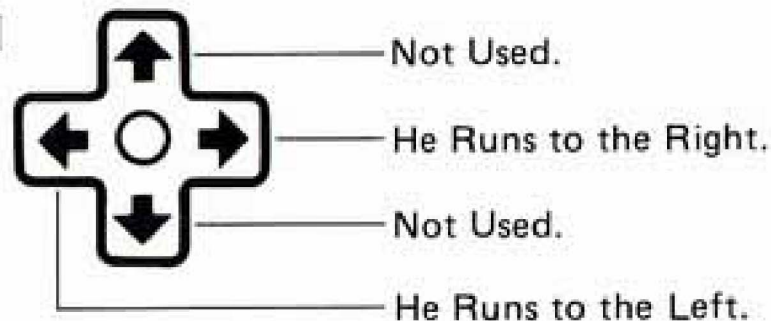 Not Used.
He Runs to the Right.
Not Used.
He Runs to the Left.